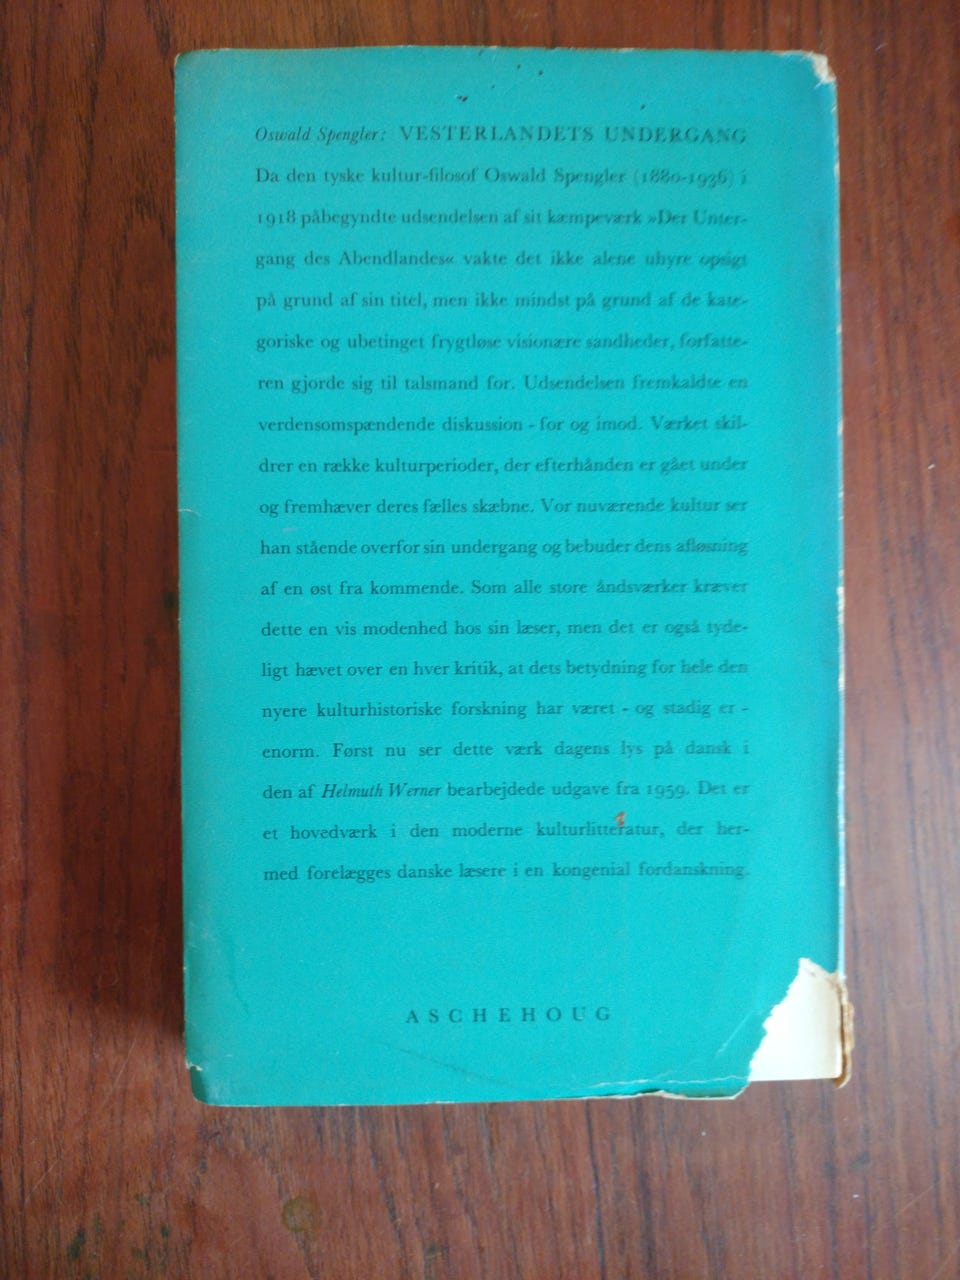 Oswald Spengler: VESTERLANDETS UNDERGANG
Da den tyske kultur-filosof Oswald Spengler (1880-1936) i
1918 påbegyndte udsendelsen af sit kæmpeværk »Der Unter-
gang des Abendlandes« vakte det ikke alene uhyre opsigt
på grund af sin titel, men ikke mindst på grund af de kate-
goriske og ubetinget frygtløse visionære sandheder, forfatte-
ren gjorde sig til talsmand for. Udsendelsen fremkaldte en
verdensomspændende diskussion - for og imod. Værket skil-
drer en række kulturperioder, der efterhånden er gået under
og fremhæver deres fælles skæbne. Vor nuværende kultur ser
han stående overfor sin undergang og bebuder dens afløsning
af en øst fra kommende. Som alle store åndsværker kræver
dette en vis modenhed hos sin læser, men det er også tyde-
ligt hævet over en hver kritik, at dets betydning for hele den
nyere kulturhistoriske forskning har været - og stadig er -
enorm. Først nu ser dette værk dagens lys på dansk i
den af Helmuth Werner bearbejdede udgave fra 1959. Det er
et hovedværk i den moderne kulturlitteratur, der her-
med forelægges danske læsere i en kongenial fordanskning.
ASCHEHOUG